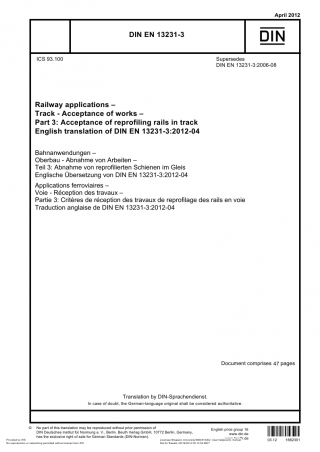 April 2012
DIN EN 13231-3
DIN
ICS 93.100
Supersedes
DIN EN 13231-3:2006-08
Railway applications –
Track - Acceptance of works –
Part 3: Acceptance of reprofiling rails in track
English translation of DIN EN 13231-3:2012-04
Bahnanwendungen –
Oberbau - Abnahme von Arbeiten –
Teil 3: Abnahme von reprofilierten Schienen im Gleis
Englische Übersetzung von DIN EN 13231-3:2012-04
Applications ferroviaires –
Voie - Réception des travaux –
Partie 3: Critères de réception des travaux de reprofilage des rails en voie
Traduction anglaise de DIN EN 13231-3:2012-04
Document comprises 47 pages
Translation by DIN-Sprachendienst.
In case of doubt, the German-language original shall be considered authoritative.
© No part of this translation may be reproduced without prior permission of
DIN Deutsches Institut für Normung e. V., Berlin. Beuth Verlag GmbH, 10772 Berlin, Germany,
has the exclusive right of sale for German Standards (DIN-Normen).
English price group 18
www.din.de
03.12